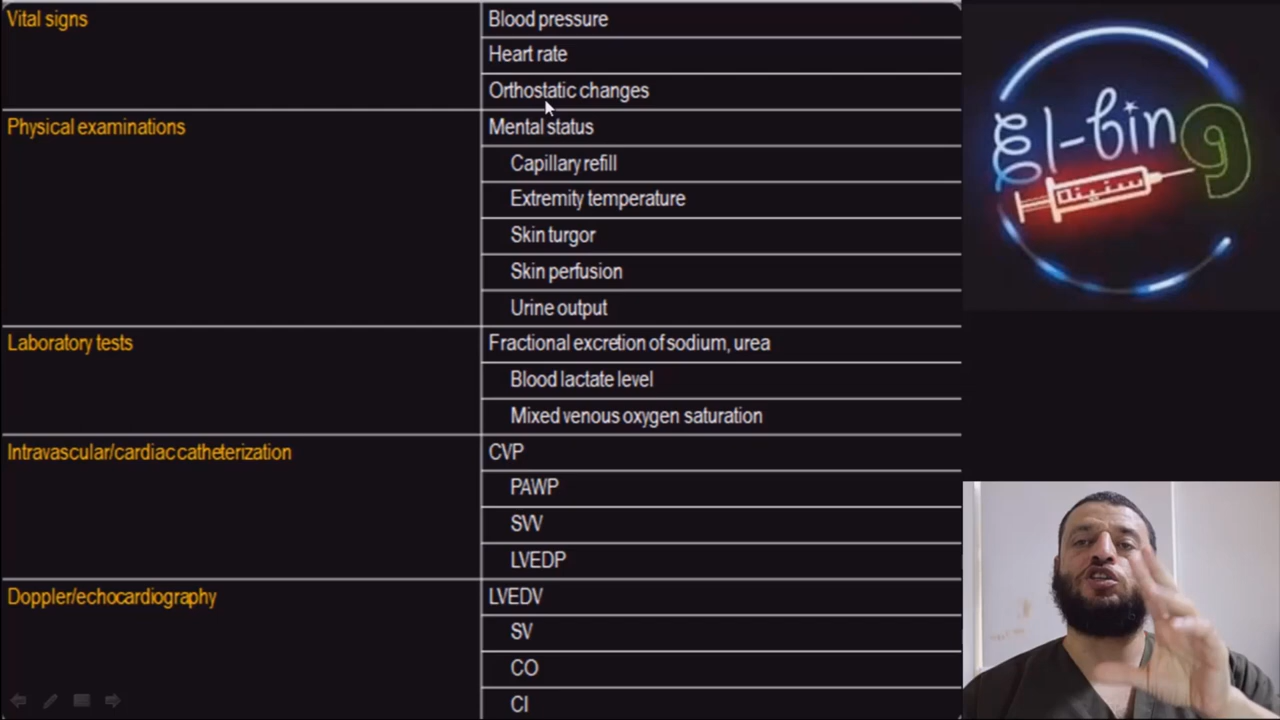 Vital signs
Blood pressure
Heart rate
Orthostatic changes
Physical examinations
Mental status
Capillary refill
Extremity temperature
Skin turgor
Skin perfusion
Urine output
Laboratory tests
Fractional excretion of sodium, urea
Blood lactate level
Mixed venous oxygen saturation
Intravascular/cardiac catheterization
CVP
PAWP
SVV
LVEDP
Doppler/echocardiography
LVEDV
SV
CO
CI
El-bin و
ستينه